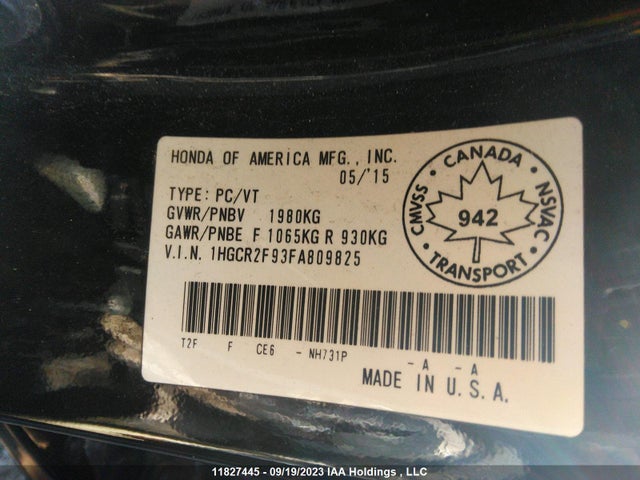 HONDA OF AMERICA MFG., INC.
05/'15
TYPE: PC/VT
GVWR/PNBV 1980KG
GAWR/PNBE F 1065KG R 930KG
V.I.N. 1HGCR2F93FA809825
CANADA
CMVSS
942
NSVAC
TRANSPORT
T2F F CE6 - NH731P -A -A
MADE IN U.S.A.
11827445 - 09/19/2023 IAA Holdings , LLC